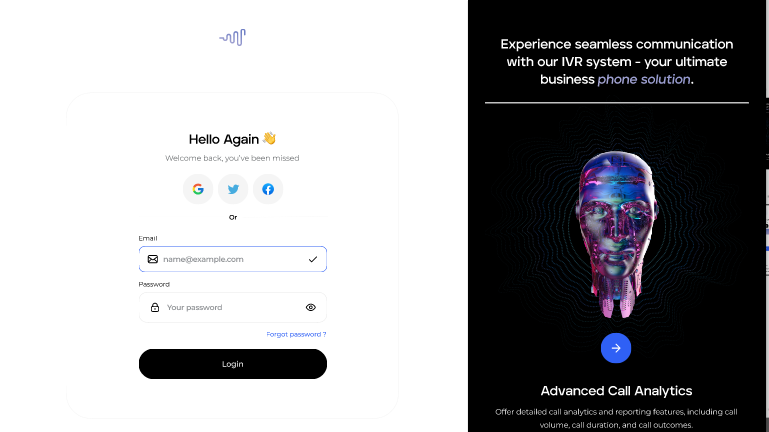 Hello Again 👋
Welcome back, you've been missed
Or
Email
name@example.com
Password
Your password
Forgot password ?
Login
Experience seamless communication
with our IVR system - your ultimate
business phone solution.
Advanced Call Analytics
Offer detailed call analytics and reporting features, including call
volume, call duration, and call outcomes.